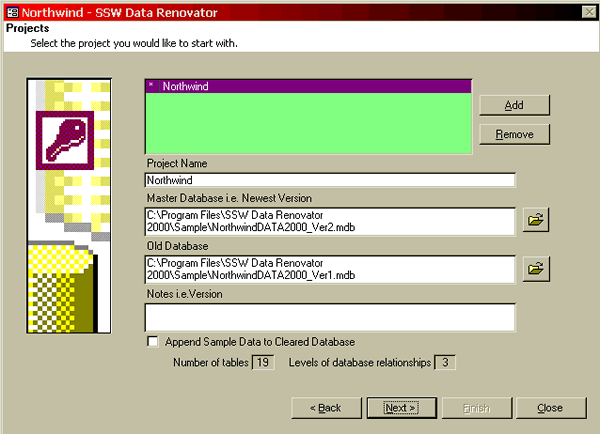 Northwind - SSW Data Renovator
Projects
Select the project you would like to start with.
* Northwind
Add
Remove
Project Name
Northwind
Master Database i.e. Newest Version
C:\Program Files\SSW Data Renovator
2000\Sample\NorthwindDATA2000_Ver2.mdb
Old Database
C:\Program Files\SSW Data Renovator
2000\Sample\NorthwindDATA2000_Ver1.mdb
Notes i.e.Version
Append Sample Data to Cleared Database
Number of tables 19 Levels of database relationships 3
< Back Next > Finish Close